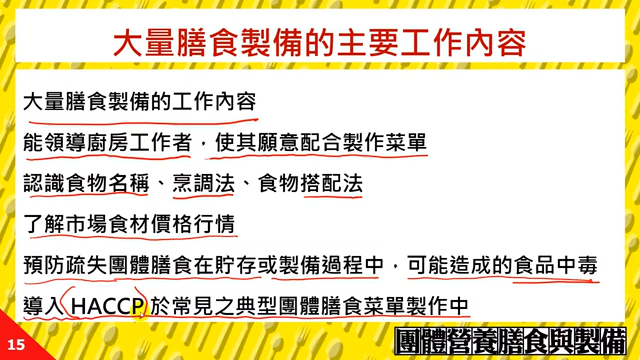 大量膳食製備的主要工作內容
大量膳食製備的工作內容
能領導廚房工作者，使其願意配合製作菜單
認識食物名稱、烹調法、食物搭配法
了解市場食材價格行情
預防疏失團體膳食在貯存或製備過程中，可能造成的食品中毒
導入(HACCP)於常見之典型團體膳食菜單製作中
15
團體營養膳食與製備